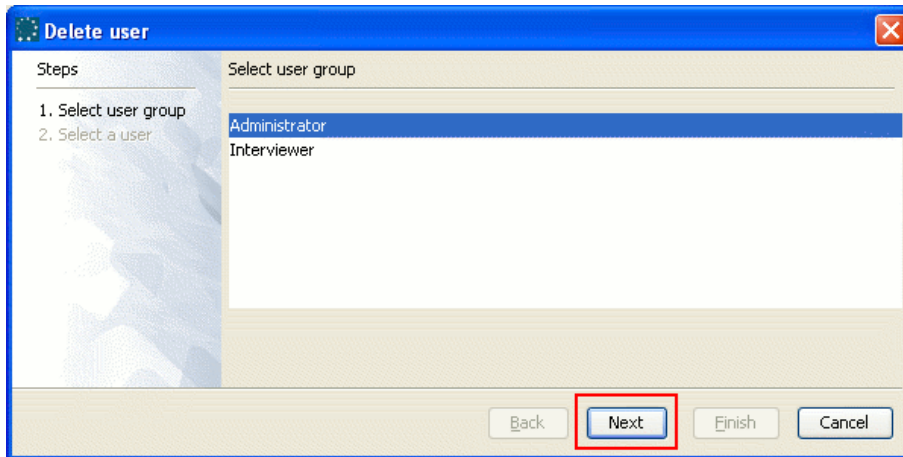 Delete user
Steps
1. Select user group
2. Select a user
Select user group
Administrator
Interviewer
Back
Next
Finish
Cancel